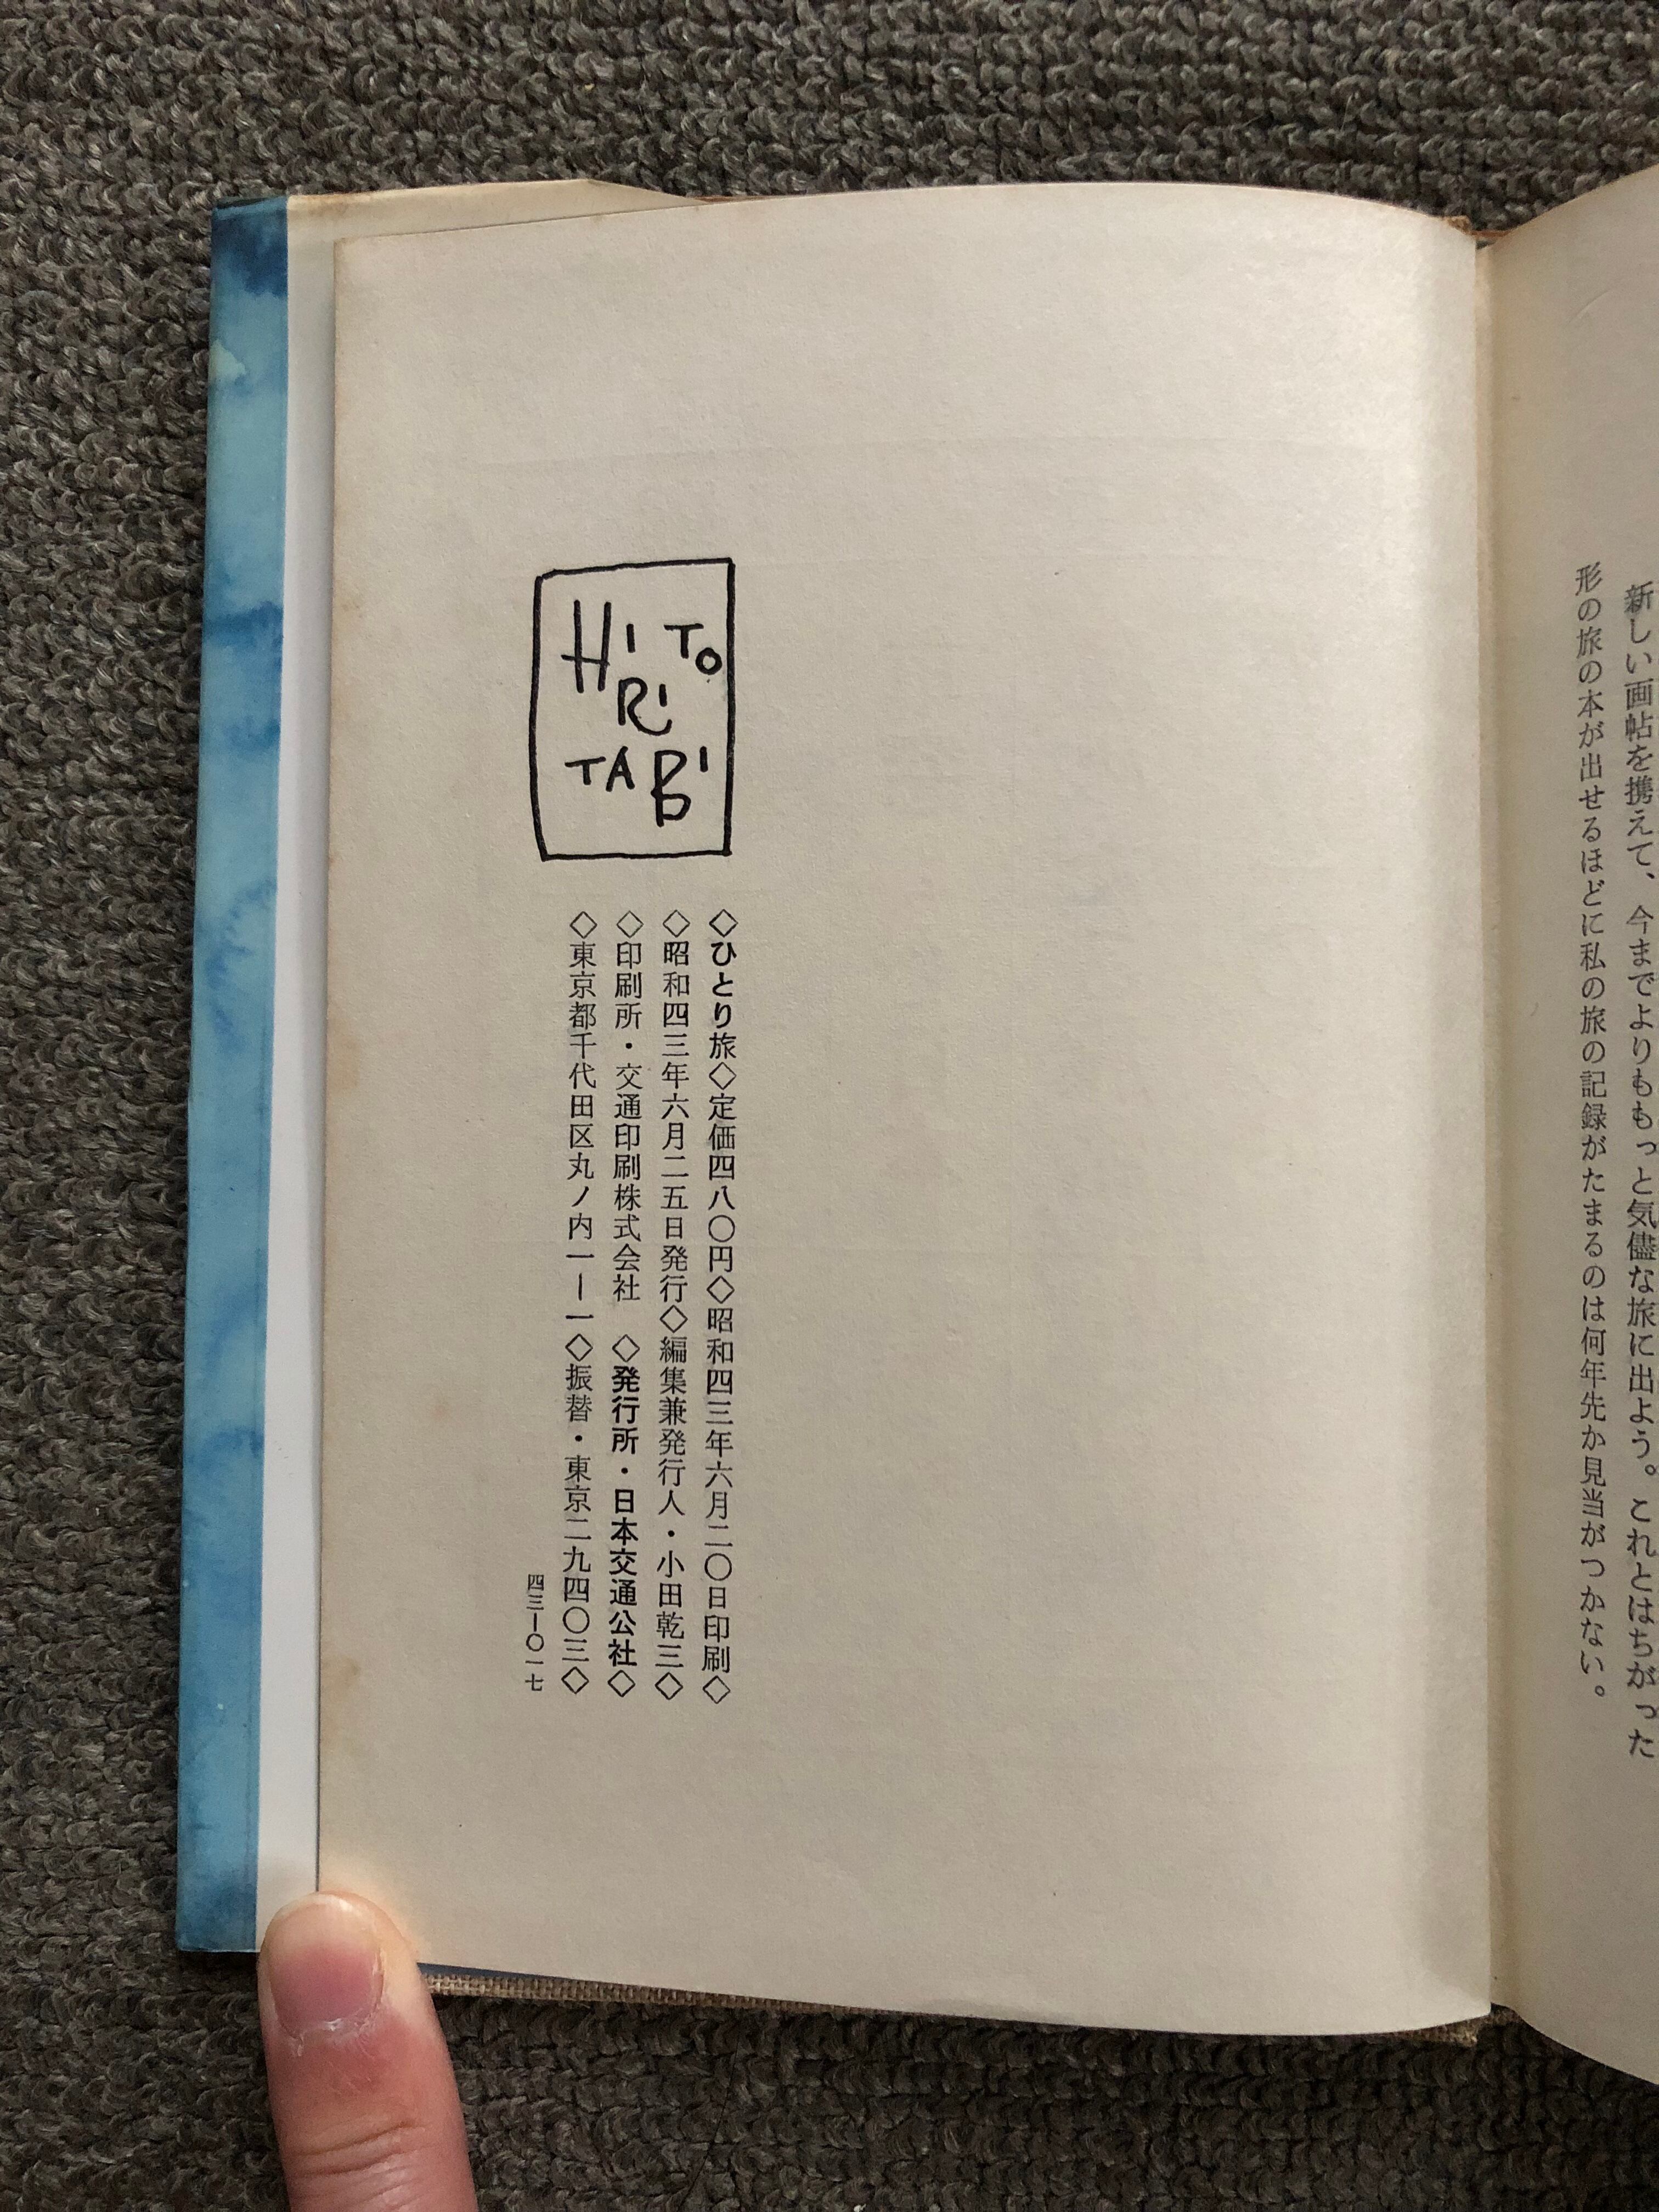 新しい画帖を携えて、今までよりももっと気儘な旅に出よう。これとはちがった
形の旅の本が出せるほどに私の旅の記録がたまるのは何年先か見当がつかない。
HITO
RI
TABI
◇ひとり旅◇定価四八〇円◇昭和四三年六月二〇日印刷◇
◇昭和四三年六月二五日発行◇編集兼発行人・小田乾三◇
◇印刷所・交通印刷株式会社 ◇発行所・日本交通公社◇
◇東京都千代田区丸ノ内一ー一◇振替・東京二九四〇三◇
四三ー〇一七